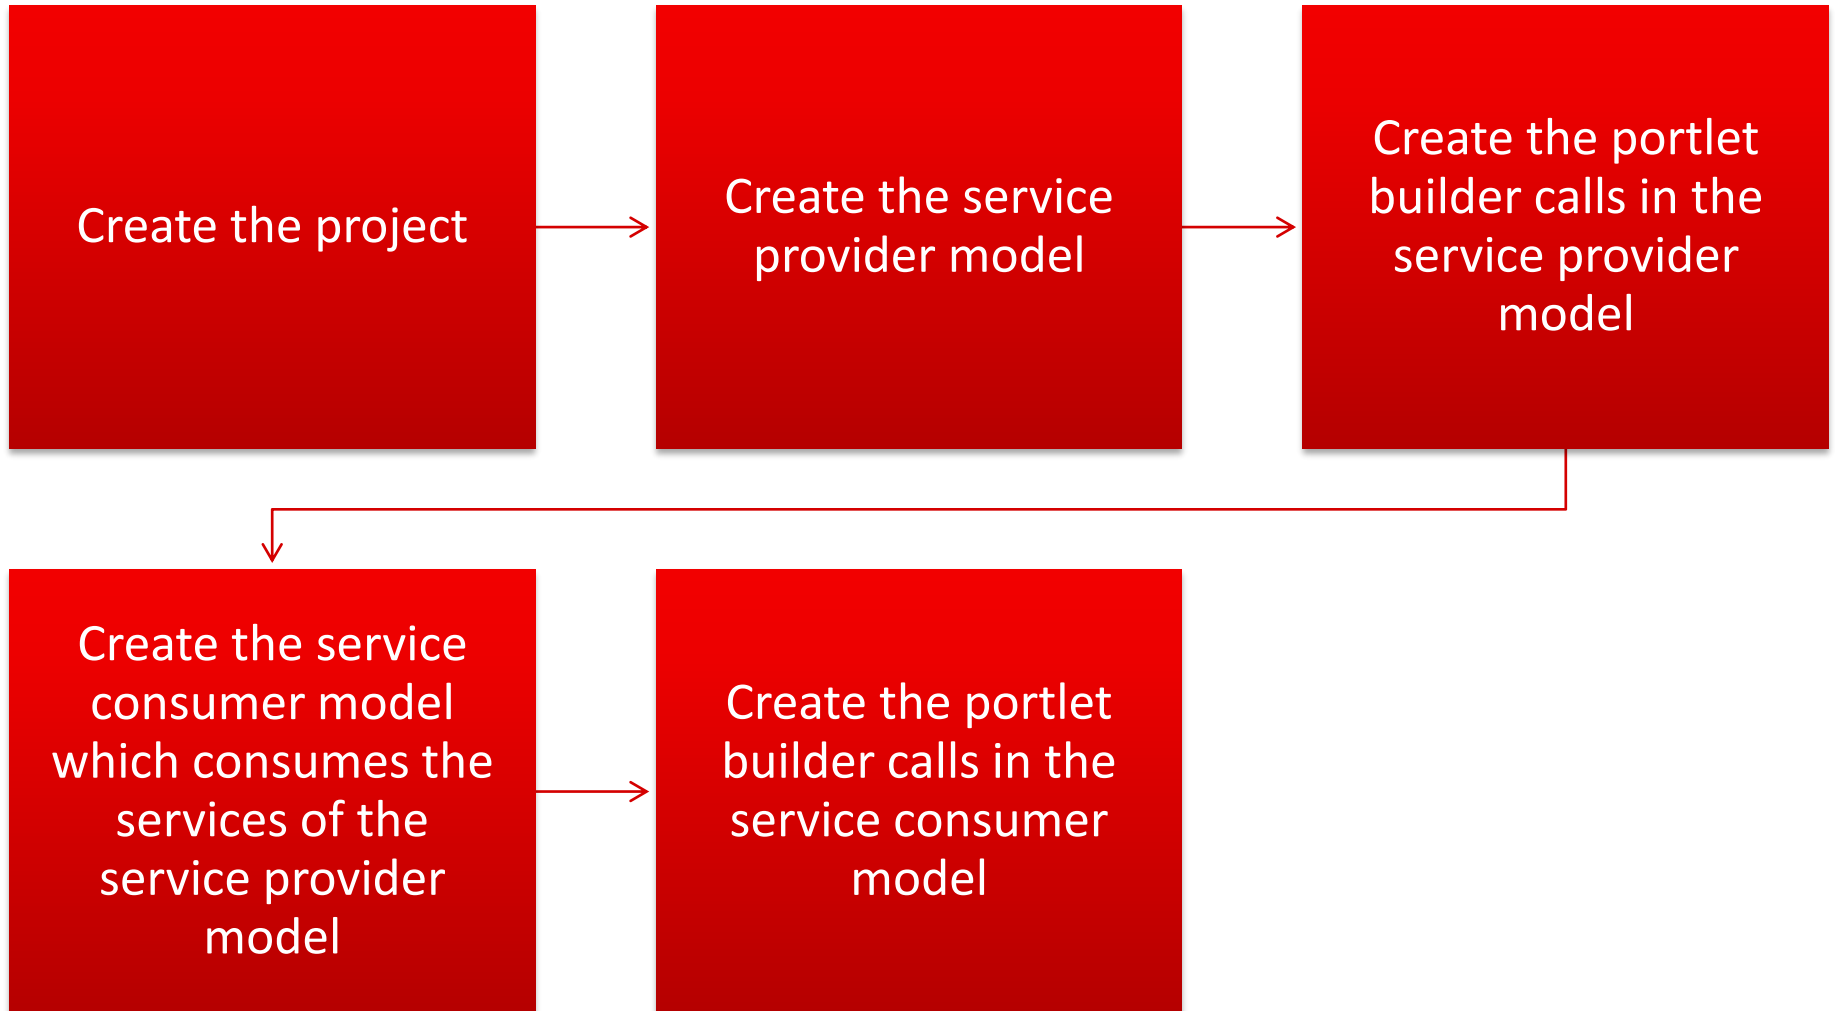 Create the project
Create the service
provider model
Create the portlet
builder calls in the
service provider
model
Create the service
consumer model
which consumes the
services of the
service provider
model
Create the portlet
builder calls in the
service consumer
model